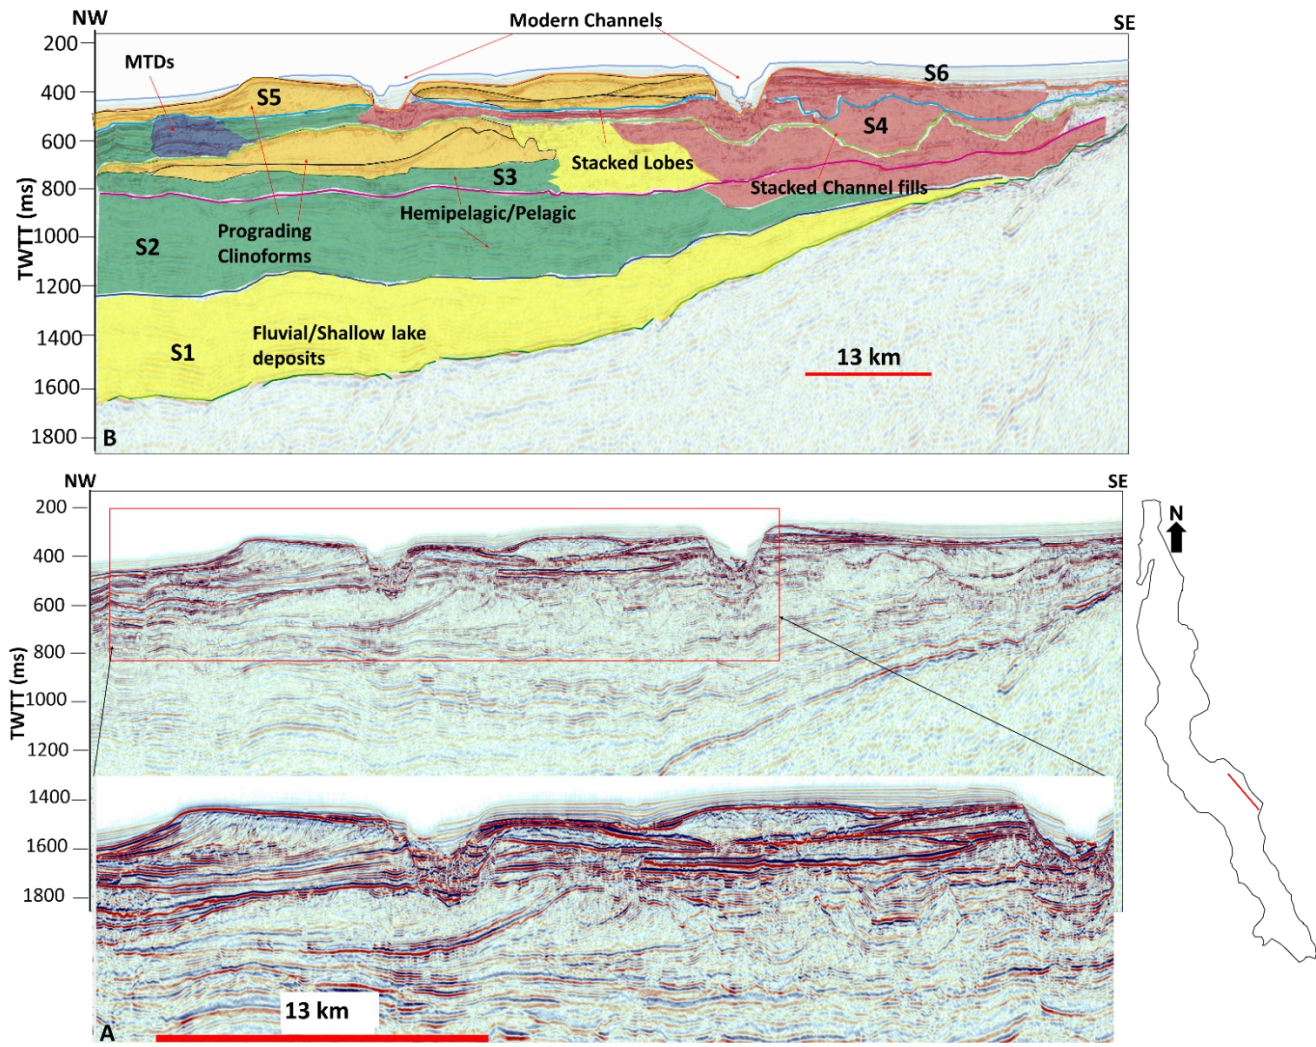 NW
Modern Channels
SE
200
MTDs
S6
400
S5
S4
600
Stacked Lobes
S3
Stacked Channel fills
800
TWTT (ms)
Hemipelagic/Pelagic
1000
S2
Prograding
Clinoforms
1200
1400
S1
Fluvial/Shallow lake
deposits
13 km
1600
1800
B
NW
SE
200
N
400
600
800
TWTT (ms)
1000
1200
1400
1600
1800
13 km
A